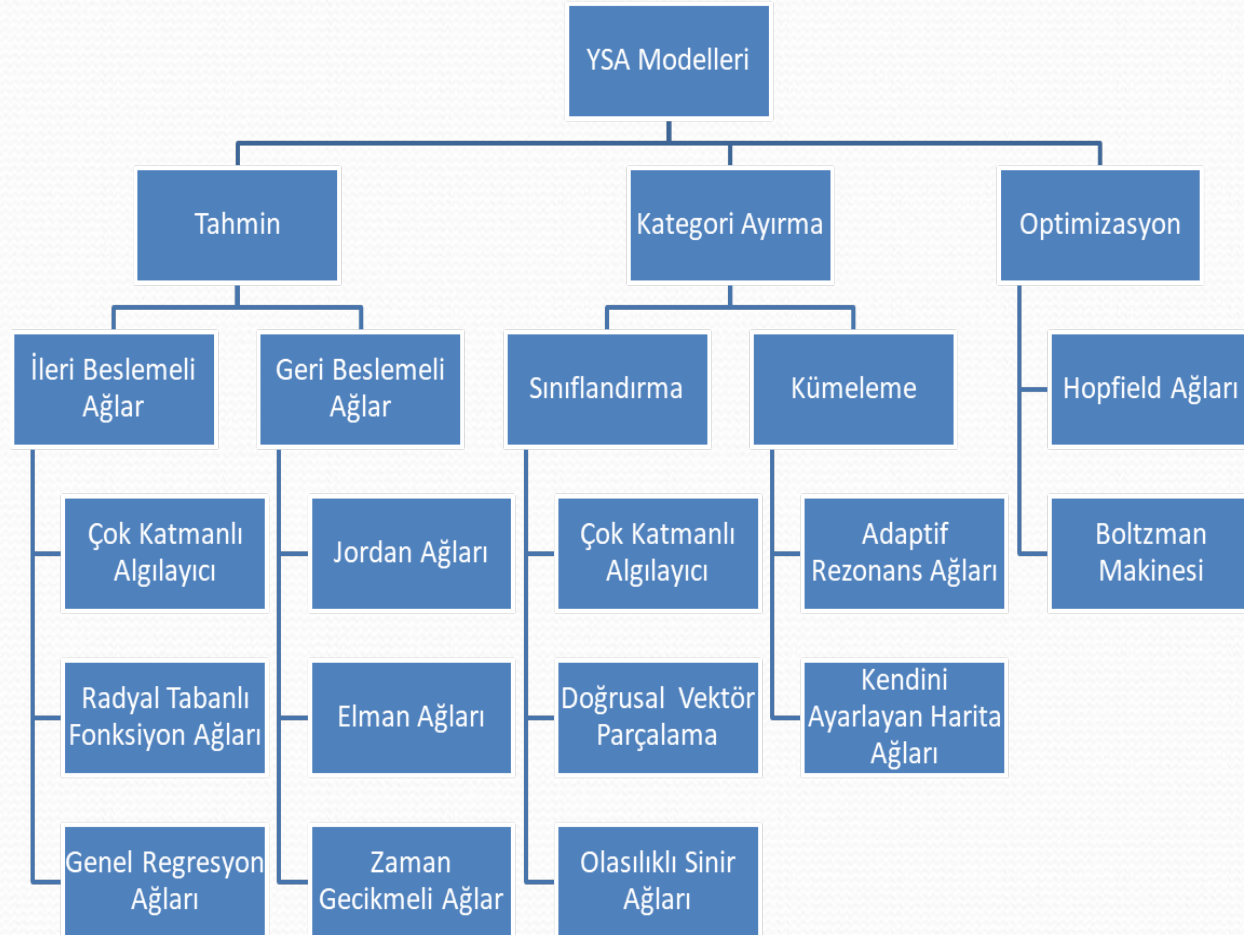 YSA Modelleri
Tahmin
Kategori Ayırma
Optimizasyon
İleri Beslemeli
Ağlar
Geri Beslemeli
Ağlar
Sınıflandırma
Kümeleme
Hopfield Ağları
Çok Katmanlı
Algılayıcı
Jordan Ağları
Çok Katmanlı
Algılayıcı
Adaptif
Rezonans Ağları
Boltzman
Makinesi
Radyal Tabanlı
Fonksiyon Ağları
Elman Ağları
Doğrusal Vektör
Parçalama
Kendini
Ayarlayan Harita
Ağları
Genel Regresyon
Ağları
Zaman
Gecikmeli Ağlar
Olasılıklı Sinir
Ağları